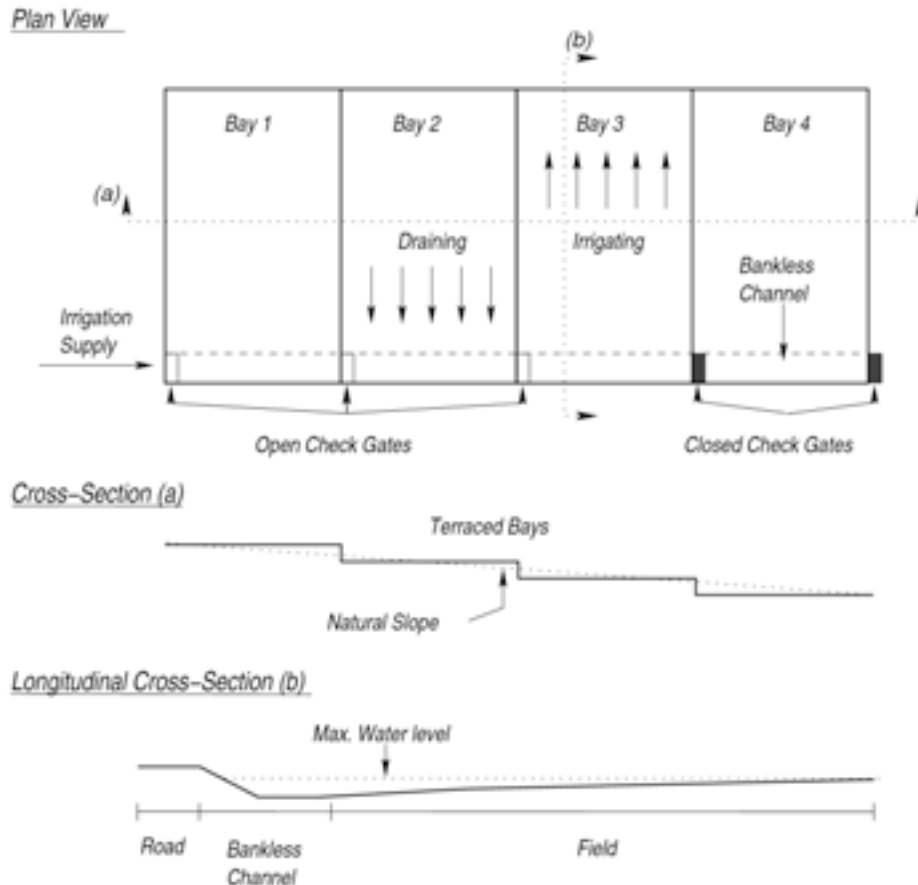 Plan View
(b)
Bay 1
Bay 2
Bay 3
Bay 4
(a)
Draining
Irrigating
Bankless
Channel
Irrigation
Supply
Open Check Gates
Closed Check Gates
Cross-Section (a)
Terraced Bays
Natural Slope
Longitudinal Cross-Section (b)
Max. Water level
Road
Bankless
Channel
Field